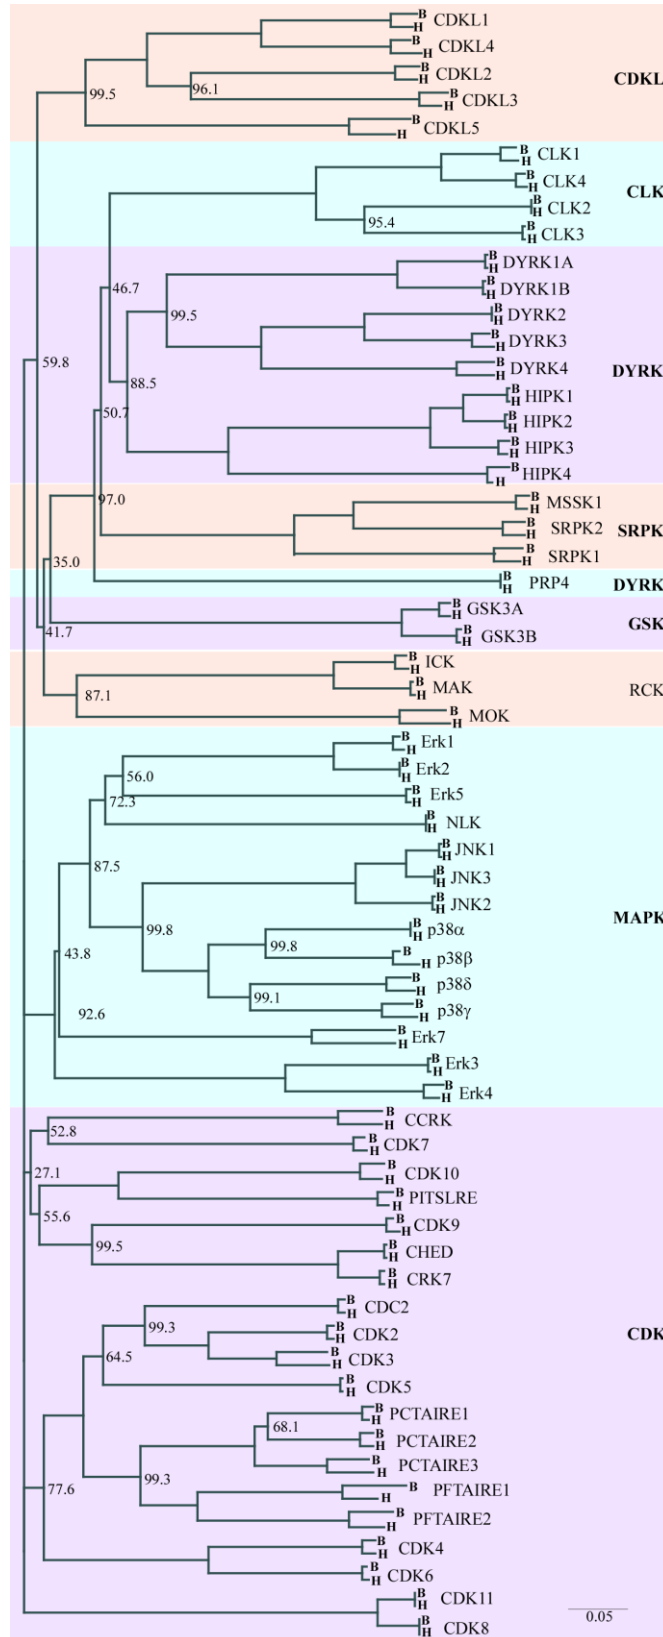 B
CDKL1
H
B
CDKL4
H
B
CDKL2
H
96.1
99.5
B
CDKL3
H
B
CDKL5
H
CDKL
B
CLK1
H
B
CLK4
H
B
CLK2
H
95.4
B
CLK3
H
CLK
B
DYRK1A
H
46.7
B
DYRK1B
H
99.5
B
DYRK2
H
B
DYRK3
H
59.8
B
DYRK4
H
DYRK
88.5
B
HIPK1
H
50.7
B
HIPK2
H
B
HIPK3
H
B
HIPK4
H
97.0
B
MSSK1
H
B
SRPK2
H
SRPK
B
SRPK1
H
35.0
B
PRP4
H
DYRK
B
GSK3A
H
41.7
B
GSK3B
H
GSK
B
ICK
H
B
MAK
H
87.1
RCK
B
MOK
H
B
Erk1
H
B
Erk2
H
56.0
B
Erk5
H
72.3
B
NLK
H
B
JNK1
H
87.5
B
JNK3
H
B
JNK2
H
99.8
B
p38α
H
MAPK
99.8
B
p38β
H
43.8
B
p38δ
H
99.1
B
p38γ
H
92.6
B
Erk7
H
B
Erk3
H
B
Erk4
H
B
CCRK
H
52.8
B
CDK7
H
27.1
B
CDK10
H
B
PITSLRE
H
55.6
B
CDK9
H
99.5
B
CHED
H
B
CRK7
H
B
CDC2
H
99.3
B
CDK2
H
CDK
64.5
B
CDK3
H
B
CDK5
H
B
PCTAIRE1
H
68.1
B
PCTAIRE2
H
B
PCTAIRE3
H
77.6
99.3
B
PFTAIRE1
H
B
PFTAIRE2
H
B
CDK4
H
B
CDK6
H
B
CDK11
H
0.05
B
CDK8
H